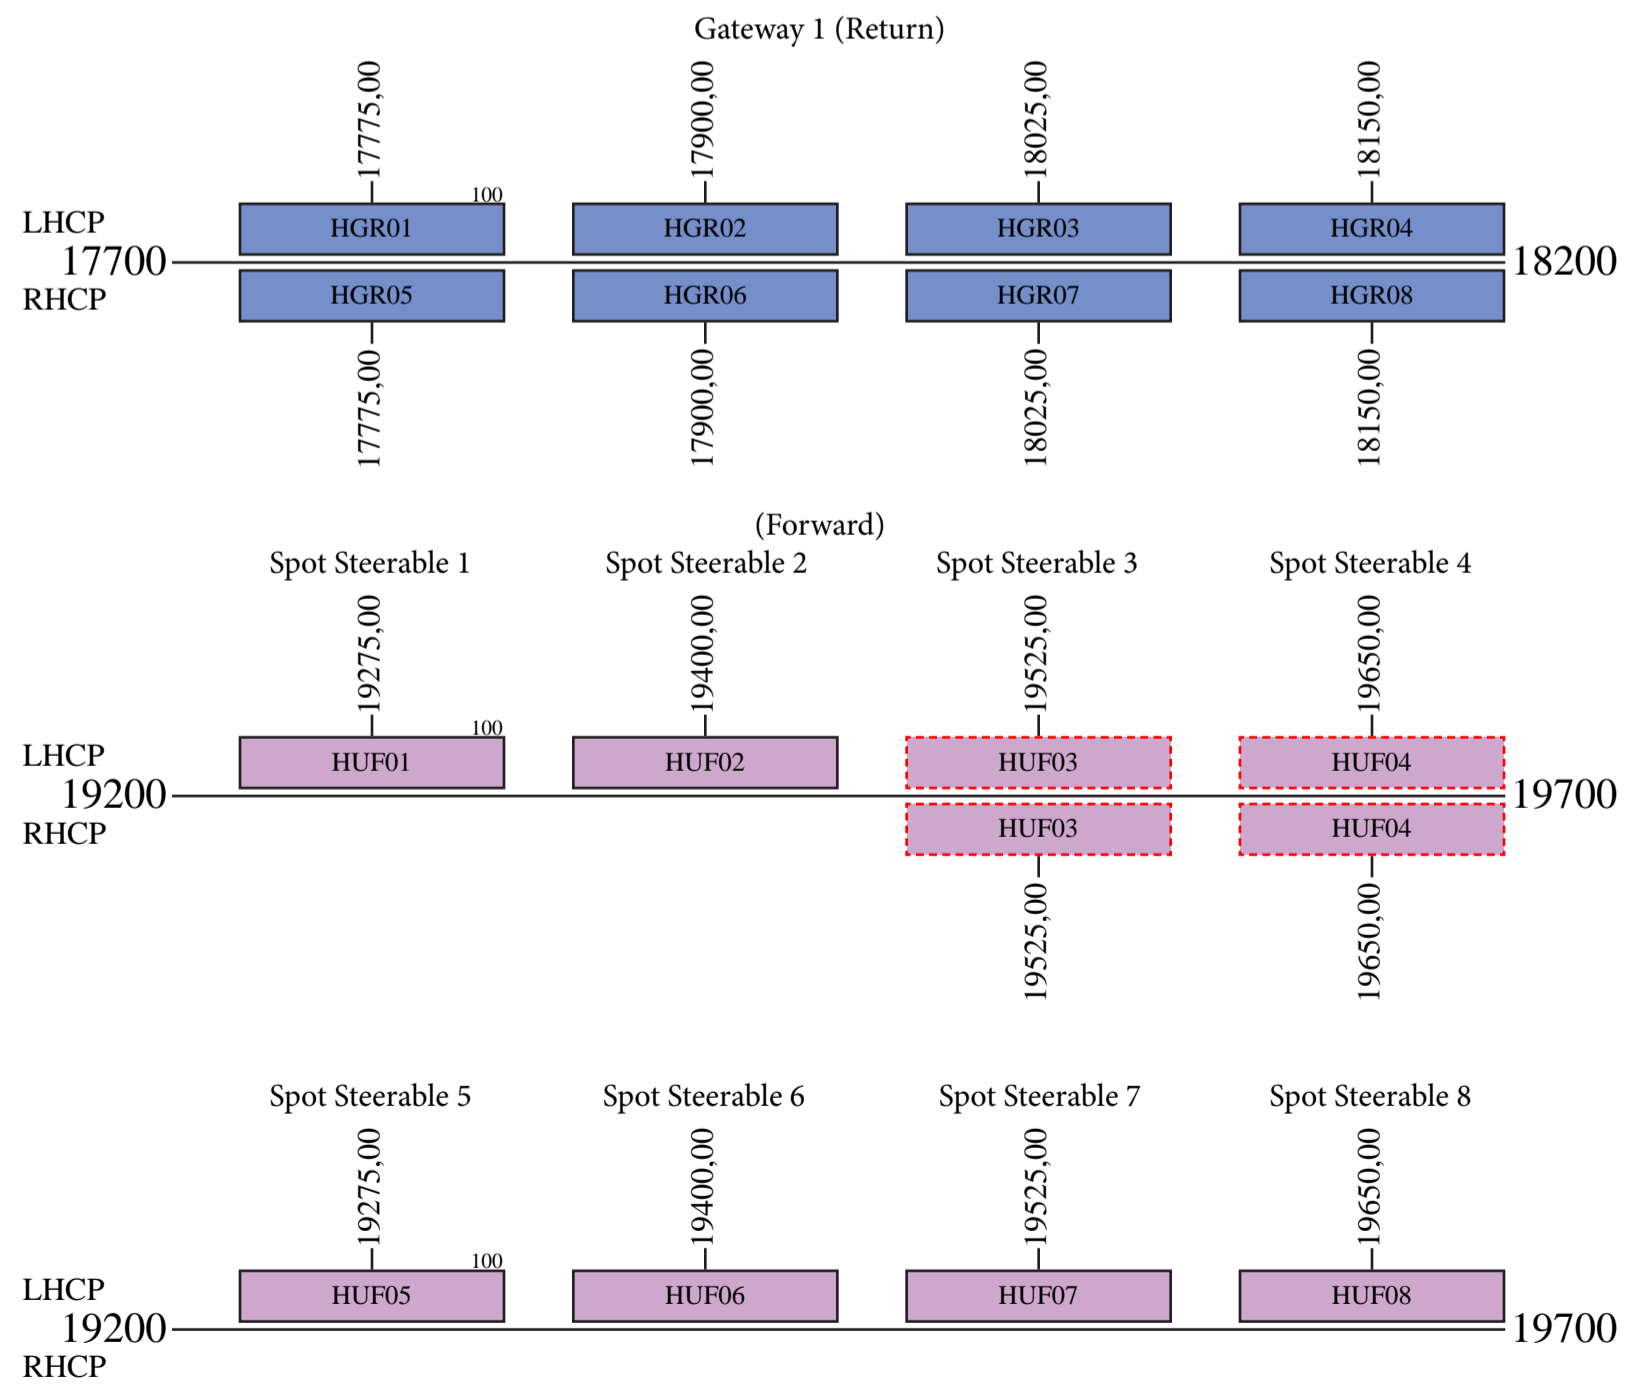 Gateway 1 (Return)
17775,00 17900,00 18025,00 18150,00
100
LHCP HGR01 HGR02 HGR03 HGR04
17700 18200
RHCP HGR05 HGR06 HGR07 HGR08
17775,00 17900,00 18025,00 18150,00
(Forward)
Spot Steerable 1 Spot Steerable 2 Spot Steerable 3 Spot Steerable 4
19275,00 19400,00 19525,00 19650,00
100
LHCP HUF01 HUF02 HUF03 HUF04
19200 19700
RHCP HUF03 HUF04
19525,00 19650,00
Spot Steerable 5 Spot Steerable 6 Spot Steerable 7 Spot Steerable 8
19275,00 19400,00 19525,00 19650,00
100
LHCP HUF05 HUF06 HUF07 HUF08
19200 19700
RHCP